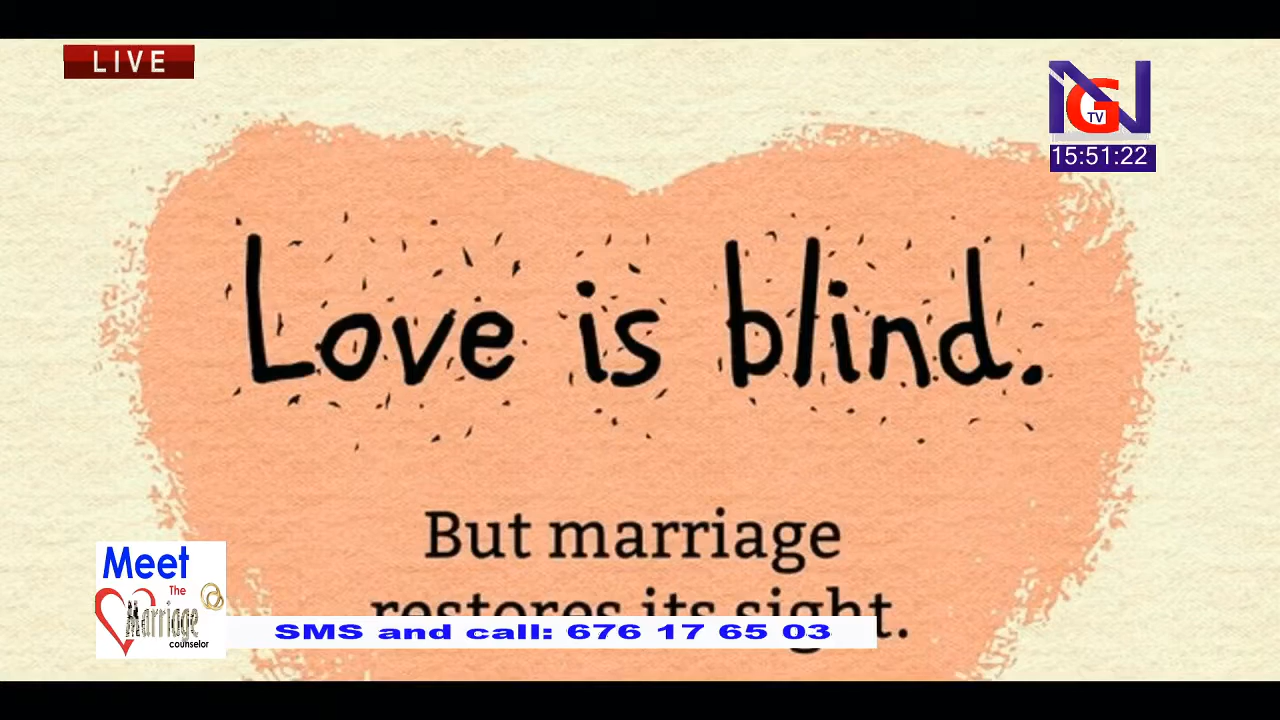 LIVE
NGTV
15:51:22
Love is blind.
But marriage
restores its sight.
Meet
The
Marriage
counselor
SMS and call: 676 17 65 03